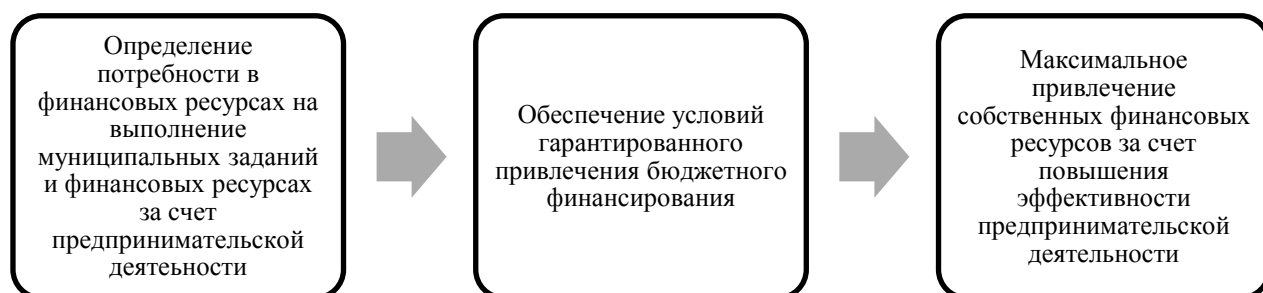 Определение
потребности в
финансовых ресурсах на
выполнение
муниципальных заданий
и финансовых ресурсах
за счет
предпринимательской
деятеьности
Обеспечение условий
гарантированного
привлечения бюджетного
финансирования
Максимальное
привлечение
собственных финансовых
ресурсов за счет
повышения
эффективности
предпринимательской
деятельности